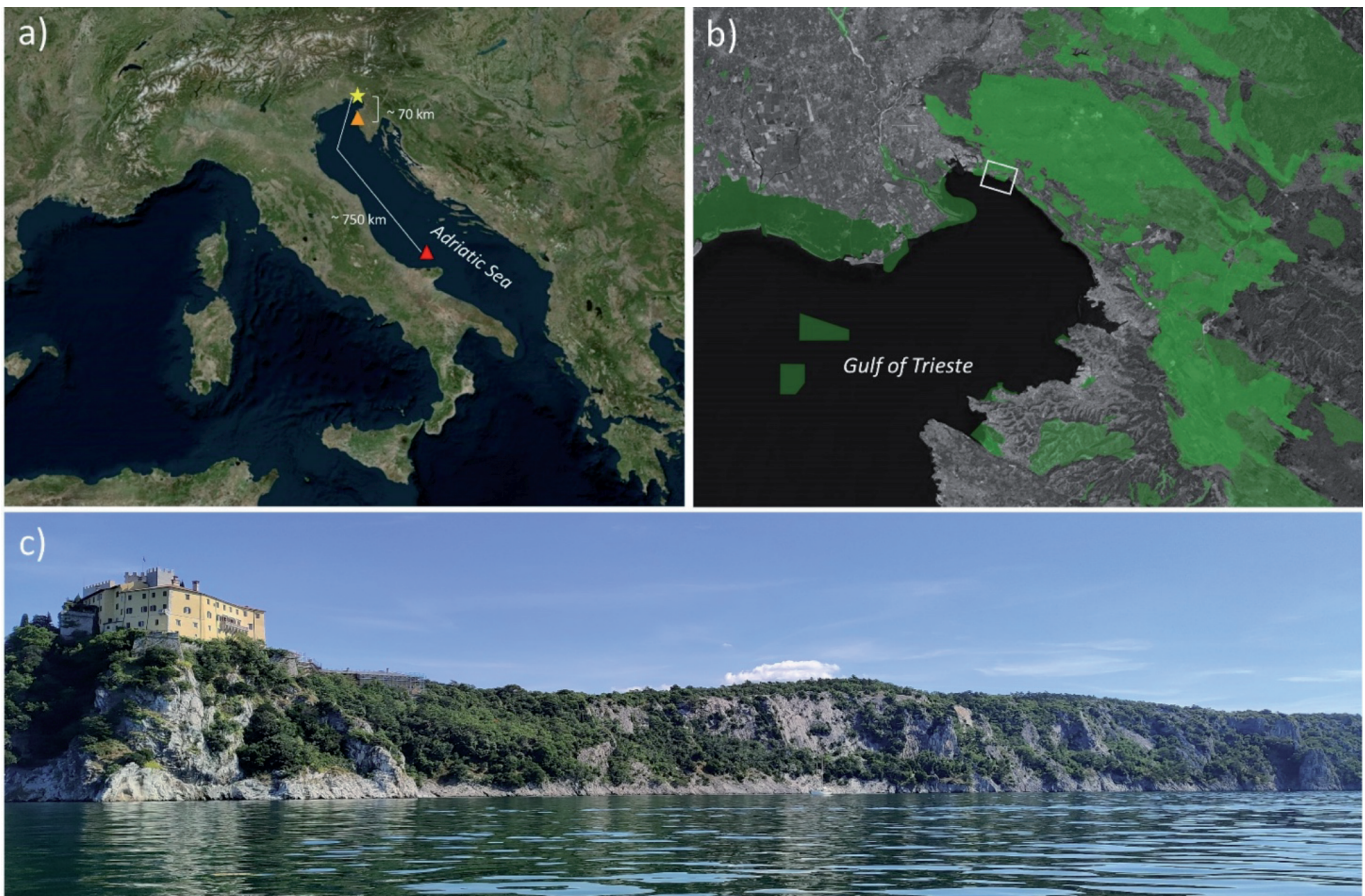 a)
~ 70 km
~ 750 km
Adriatic Sea
b)
Gulf of Trieste
c)